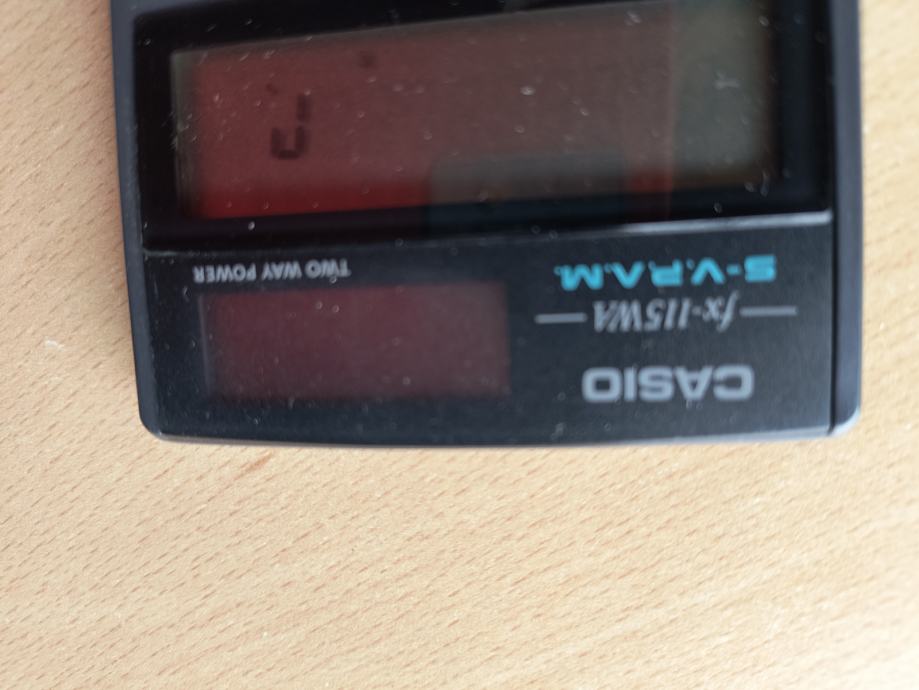 CASIO
fx-115WA
S-V.P.A.M.
TWO WAY POWER